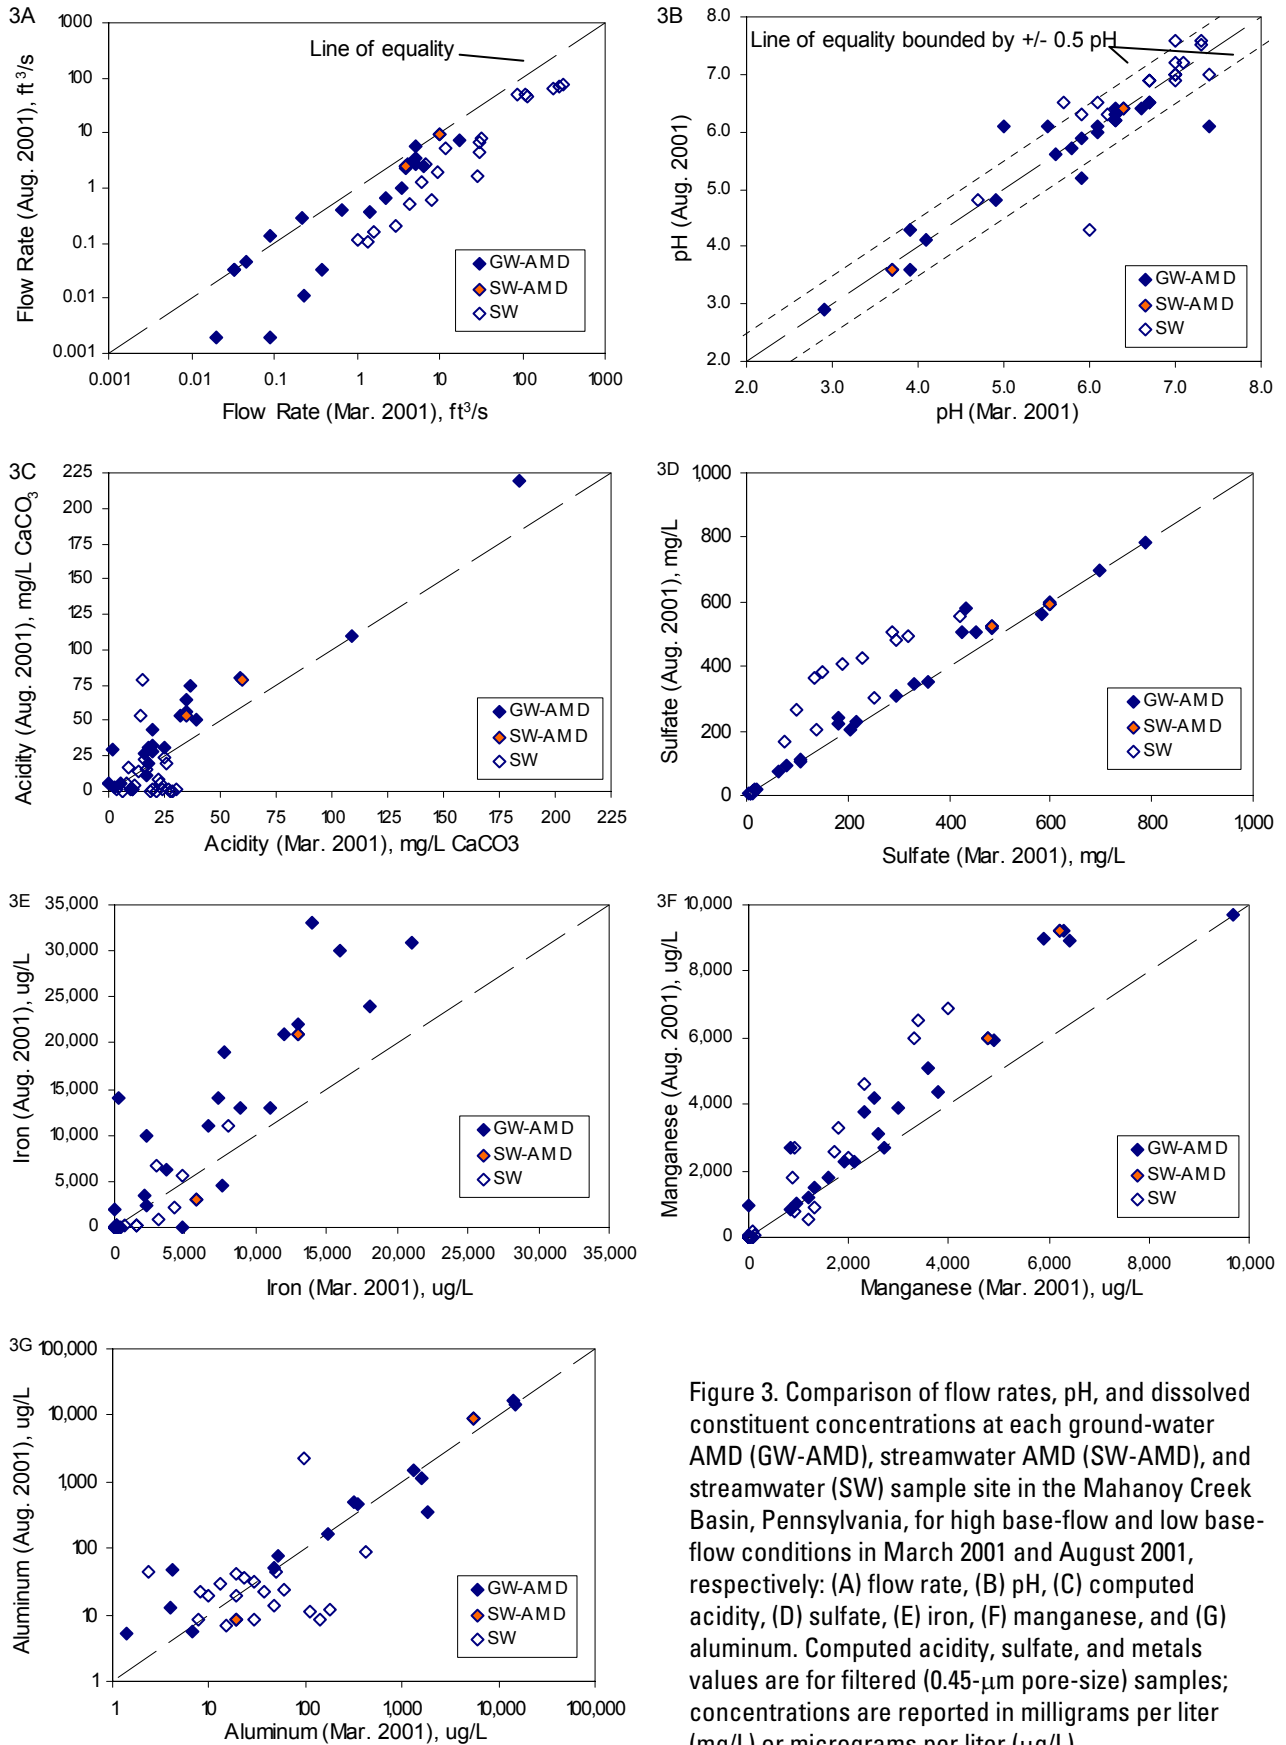 3A
1000
100
10
1
0.1
0.01
0.001
Flow Rate (Aug. 2001), ft³/s
Line of equality
GW-AMD
SW-AMD
SW
0.001 0.01 0.1 1 10 100 1000
Flow Rate (Mar. 2001), ft³/s
3B
8.0
7.0
6.0
5.0
4.0
3.0
2.0
pH (Aug. 2001)
Line of equality bounded by +/- 0.5 pH
GW-AMD
SW-AMD
SW
2.0 3.0 4.0 5.0 6.0 7.0 8.0
pH (Mar. 2001)
3C
225
200
175
150
125
100
75
50
25
0
Acidity (Aug. 2001), mg/L CaCO₃
GW-AMD
SW-AMD
SW
0 25 50 75 100 125 150 175 200 225
Acidity (Mar. 2001), mg/L CaCO3
3D
1,000
800
600
400
200
0
Sulfate (Aug. 2001), mg/L
GW-AMD
SW-AMD
SW
0 200 400 600 800 1,000
Sulfate (Mar. 2001), mg/L
3E
35,000
30,000
25,000
20,000
15,000
10,000
5,000
0
Iron (Aug. 2001), ug/L
GW-AMD
SW-AMD
SW
0 5,000 10,000 15,000 20,000 25,000 30,000 35,000
Iron (Mar. 2001), ug/L
3F
10,000
8,000
6,000
4,000
2,000
0
Manganese (Aug. 2001), ug/L
GW-AMD
SW-AMD
SW
0 2,000 4,000 6,000 8,000 10,000
Manganese (Mar. 2001), ug/L
3G
100,000
10,000
1,000
100
10
1
Aluminum (Aug. 2001), ug/L
GW-AMD
SW-AMD
SW
1 10 100 1,000 10,000 100,000
Aluminum (Mar. 2001), ug/L
Figure 3. Comparison of flow rates, pH, and dissolved
constituent concentrations at each ground-water
AMD (GW-AMD), streamwater AMD (SW-AMD), and
streamwater (SW) sample site in the Mahanoy Creek
Basin, Pennsylvania, for high base-flow and low base-
flow conditions in March 2001 and August 2001,
respectively: (A) flow rate, (B) pH, (C) computed
acidity, (D) sulfate, (E) iron, (F) manganese, and (G)
aluminum. Computed acidity, sulfate, and metals
values are for filtered (0.45-µm pore-size) samples;
concentrations are reported in milligrams per liter
(mg/L) or micrograms per liter (µg/L)